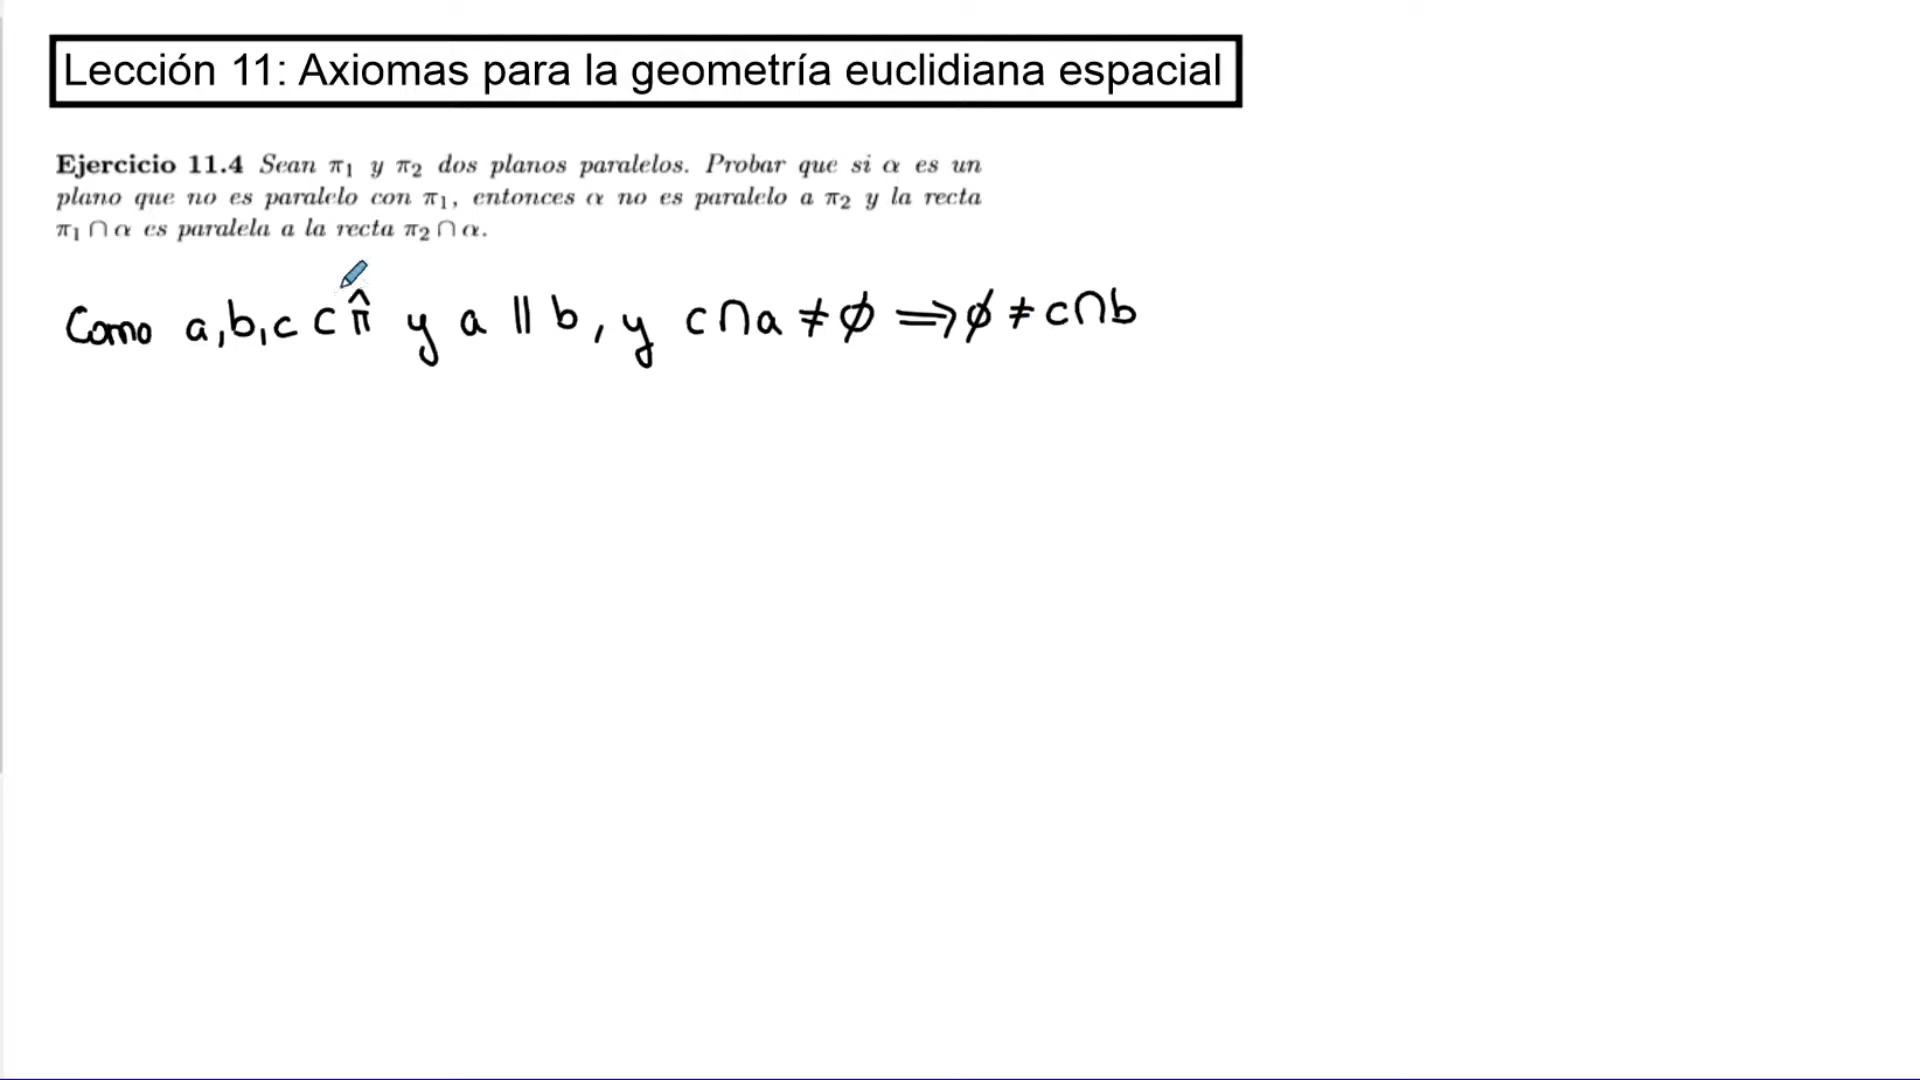 Lección 11: Axiomas para la geometría euclidiana espacial
Ejercicio 11.4 Sean π₁ y π₂ dos planos paralelos. Probar que si α es un
plano que no es paralelo con π₁, entonces α no es paralelo a π₂ y la recta
π₁ ∩ α es paralela a la recta π₂ ∩ α.
Como a,b,c ⊂ π̂ y a ∥ b, y c∩a ≠ ∅ ⟹ ∅ ≠ c∩b